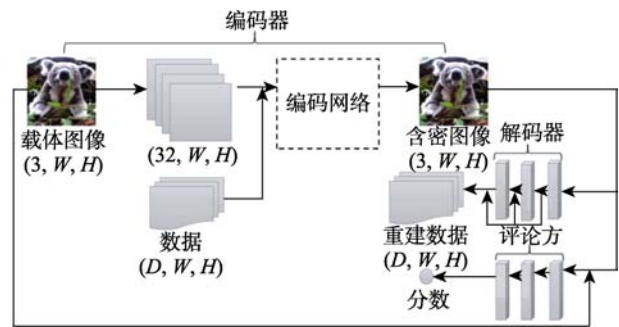 编码器
载体图像
(3, W, H)
(32, W, H)
编码网络
含密图像
(3, W, H)
解码器
数据
(D, W, H)
重建数据
(D, W, H)
评论方
分数